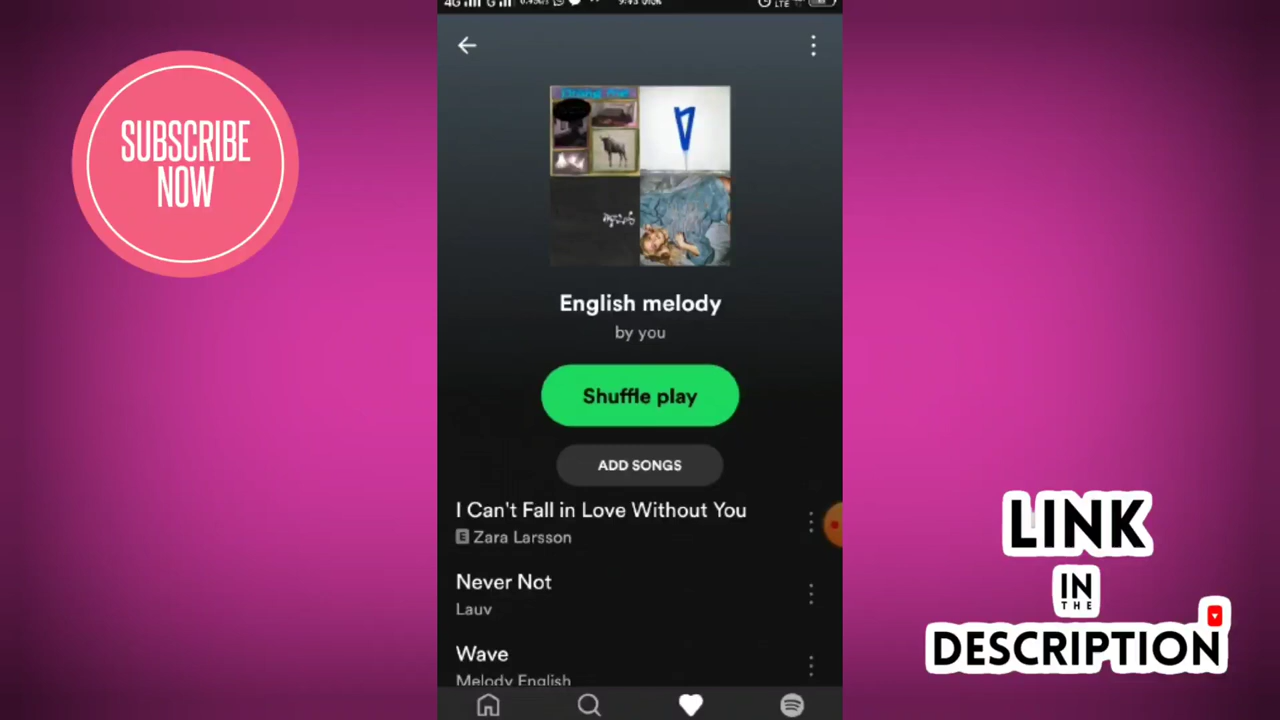 SUBSCRIBE
NOW
English melody
by you
Shuffle play
ADD SONGS
I Can't Fall in Love Without You
E Zara Larsson
Never Not
Lauv
Wave
Melody English
LINK
IN
THE
DESCRIPTION